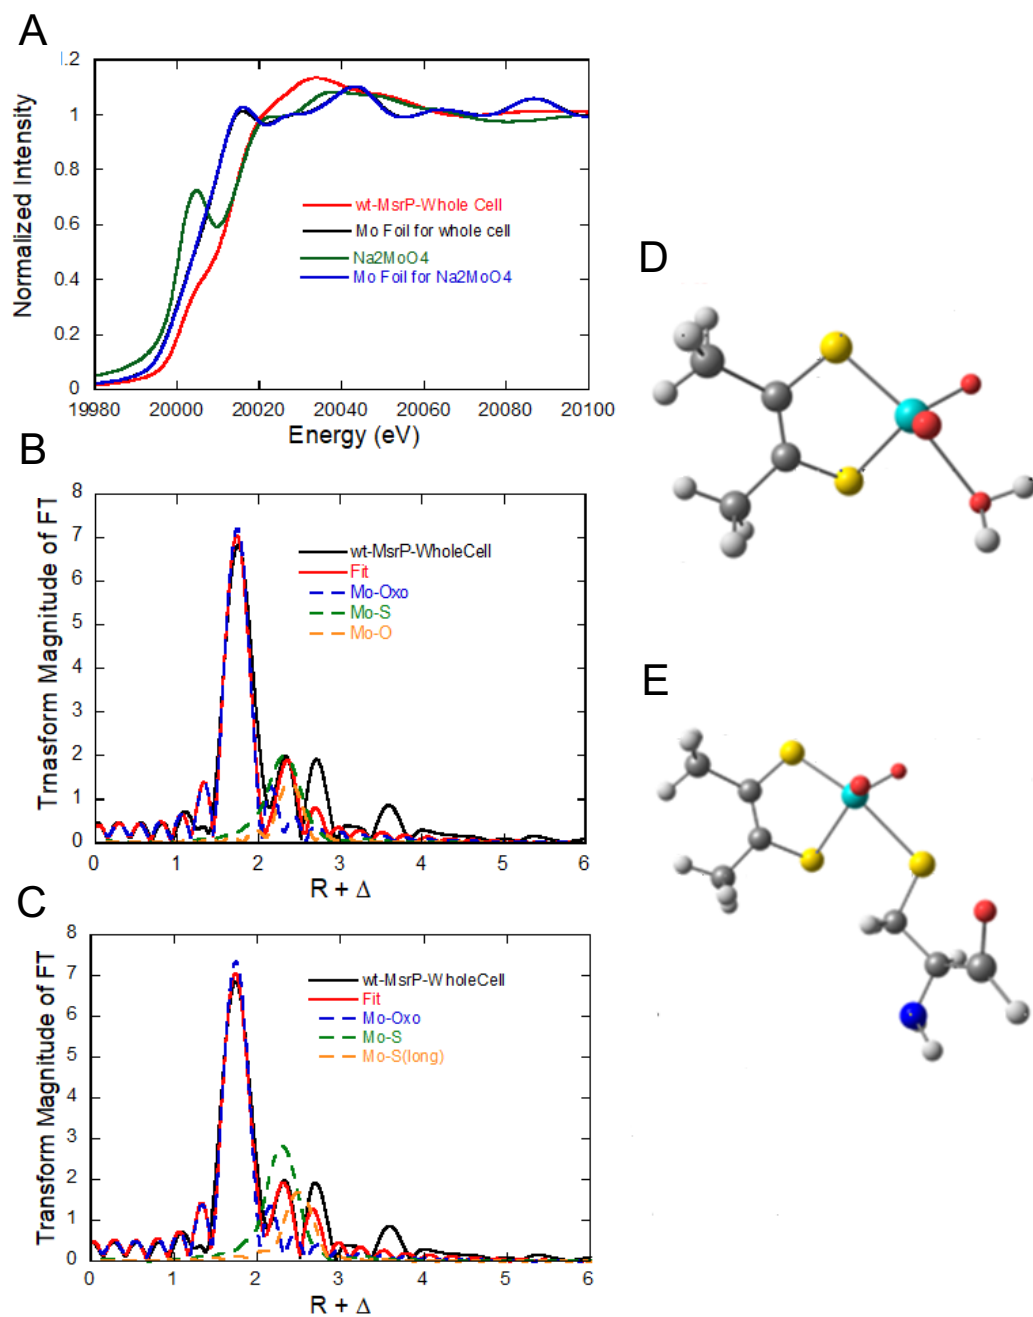 A
1.2
1
0.8
0.6
0.4
0.2
0
Normalized Intensity
wt-MsrP-Whole Cell
Mo Foil for whole cell
Na2MoO4
Mo Foil for Na2MoO4
19980 20000 20020 20040 20060 20080 20100
Energy (eV)
B
8
7
6
5
4
3
2
1
0
Trnasform Magnitude of FT
wt-MsrP-WholeCell
Fit
Mo-Oxo
Mo-S
Mo-O
0 1 2 3 4 5 6
R + Δ
C
8
7
6
5
4
3
2
1
0
Transform Magnitude of FT
wt-MsrP-WholeCell
Fit
Mo-Oxo
Mo-S
Mo-S(long)
0 1 2 3 4 5 6
R + Δ
D
E